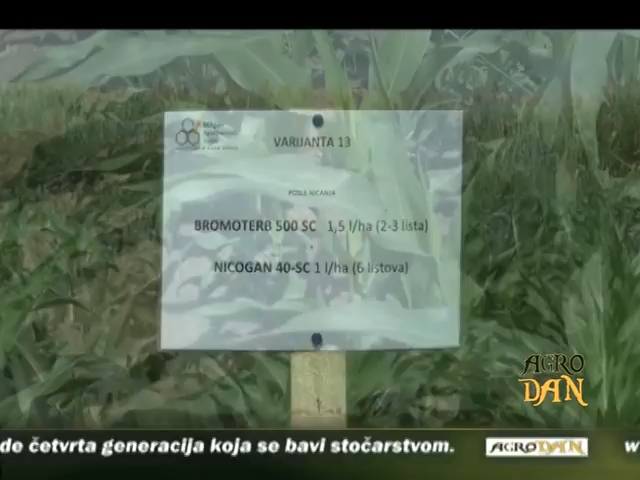 VARIJANTA 13
POSLE NICANJA
BROMOTERB 500 SC 1,5 l/ha (2-3 lista)
NICOGAN 40-SC 1 l/ha (6 listova)
AGRO
DAN
de četvrta generacija koja se bavi stočarstvom. AGRODAN w